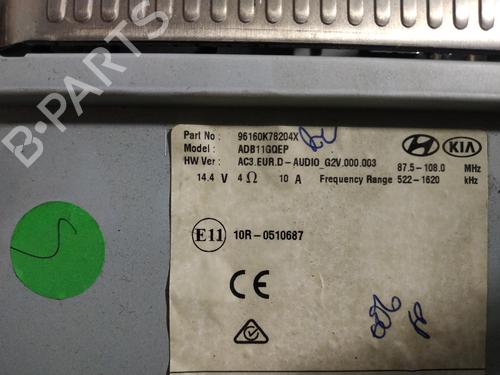 Part No : 96160K78204X
Model : ADB11GQEP
HW Ver : AC3.EUR.D-AUDIO_G2V.000.003
87.5-108.0 MHz
14.4 V 4 Ω 10 A Frequency Range 522-1620 kHz
KIA
E11 10R-0510687
CE
B-PARTS